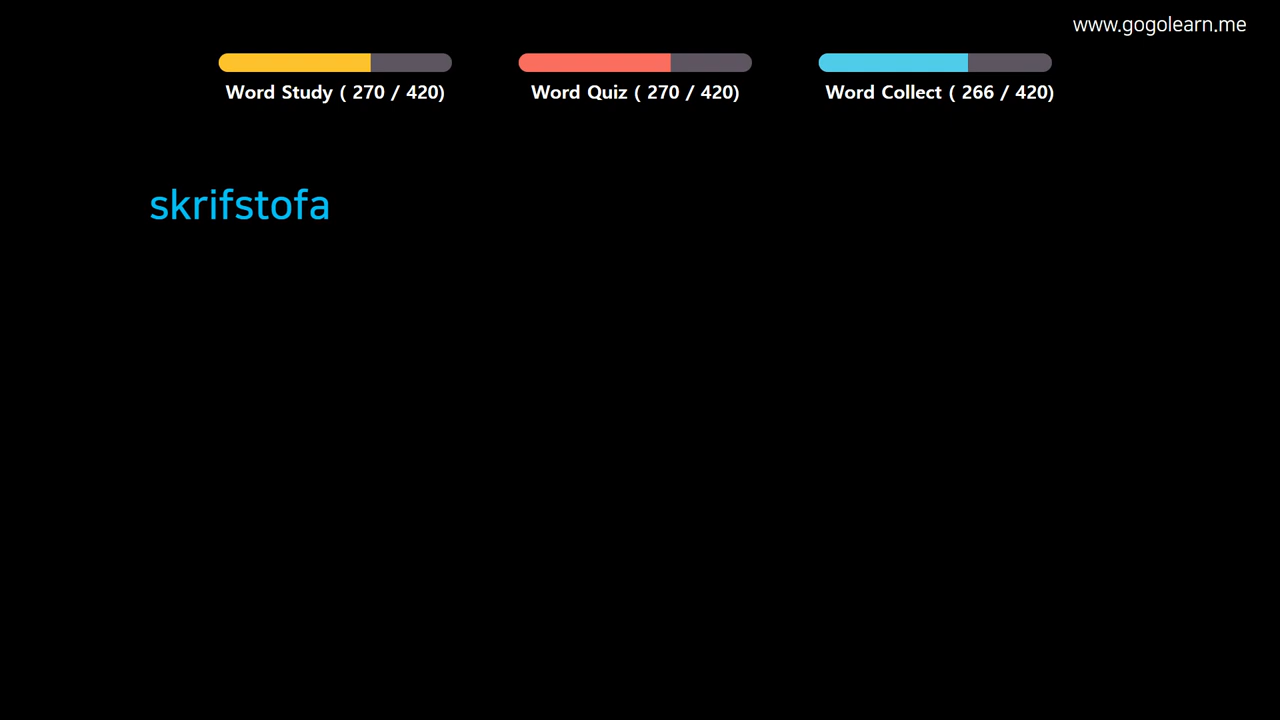 www.gogolearn.me
Word Study ( 270 / 420)
Word Quiz ( 270 / 420)
Word Collect ( 266 / 420)
skrifstofa